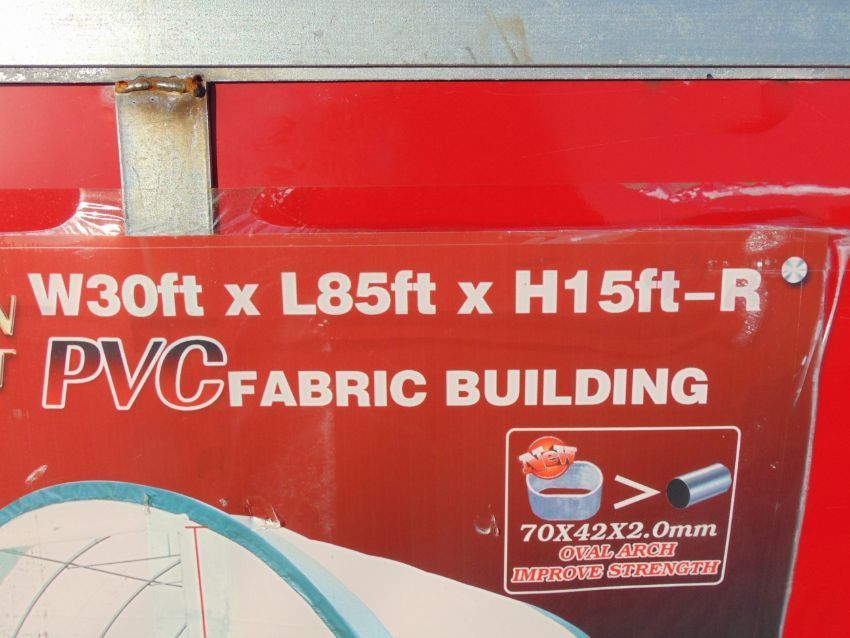 W30ft x L85ft x H15ft-R
PVC FABRIC BUILDING
New
>
70X42X2.0mm
OVAL ARCH
IMPROVE STRENGTH